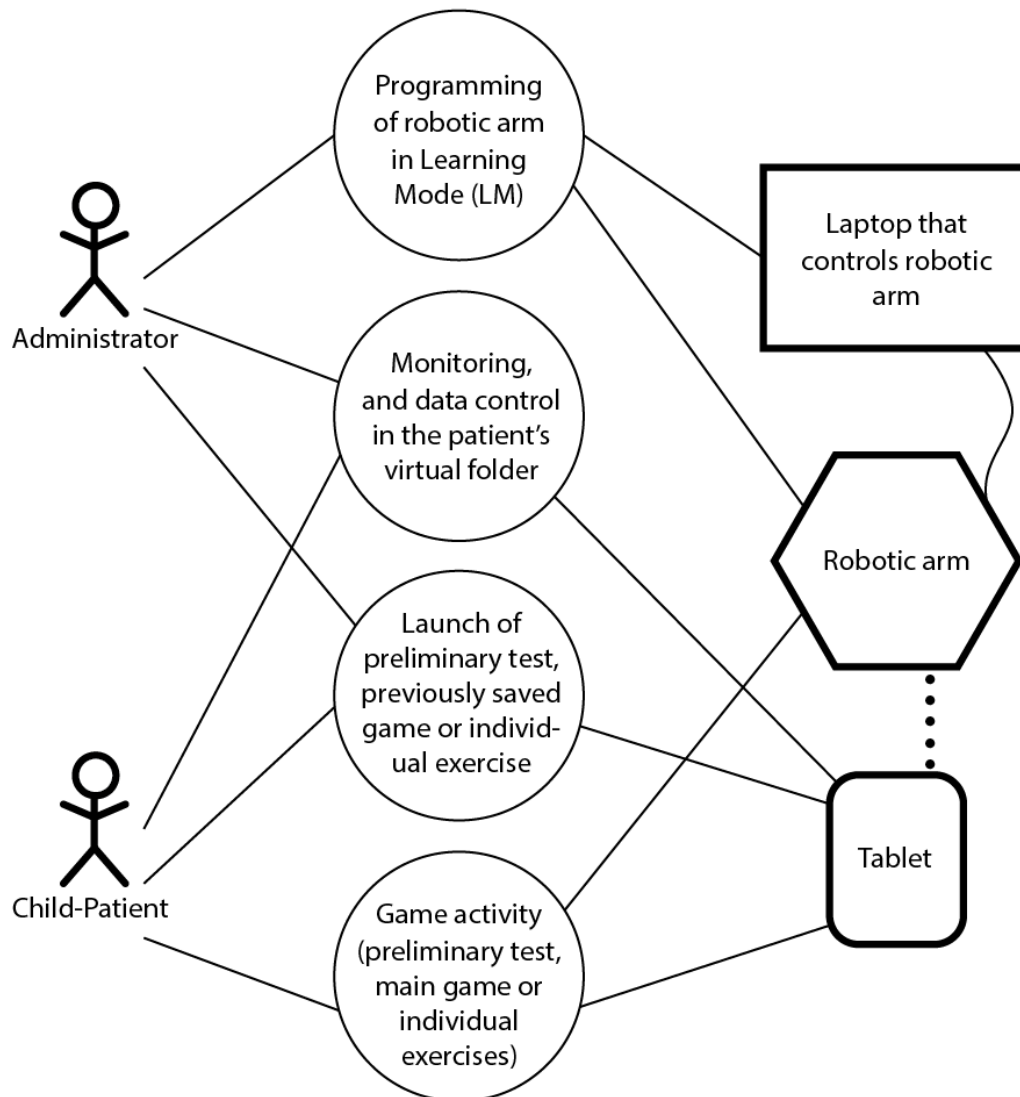 Programming
of robotic arm
in Learning
Mode (LM)
Laptop that
controls robotic
arm
Administrator
Monitoring,
and data control
in the patient’s
virtual folder
Robotic arm
Launch of
preliminary test,
previously saved
game or individ-
ual exercise
Tablet
Child-Patient
Game activity
(preliminary test,
main game or
individual
exercises)